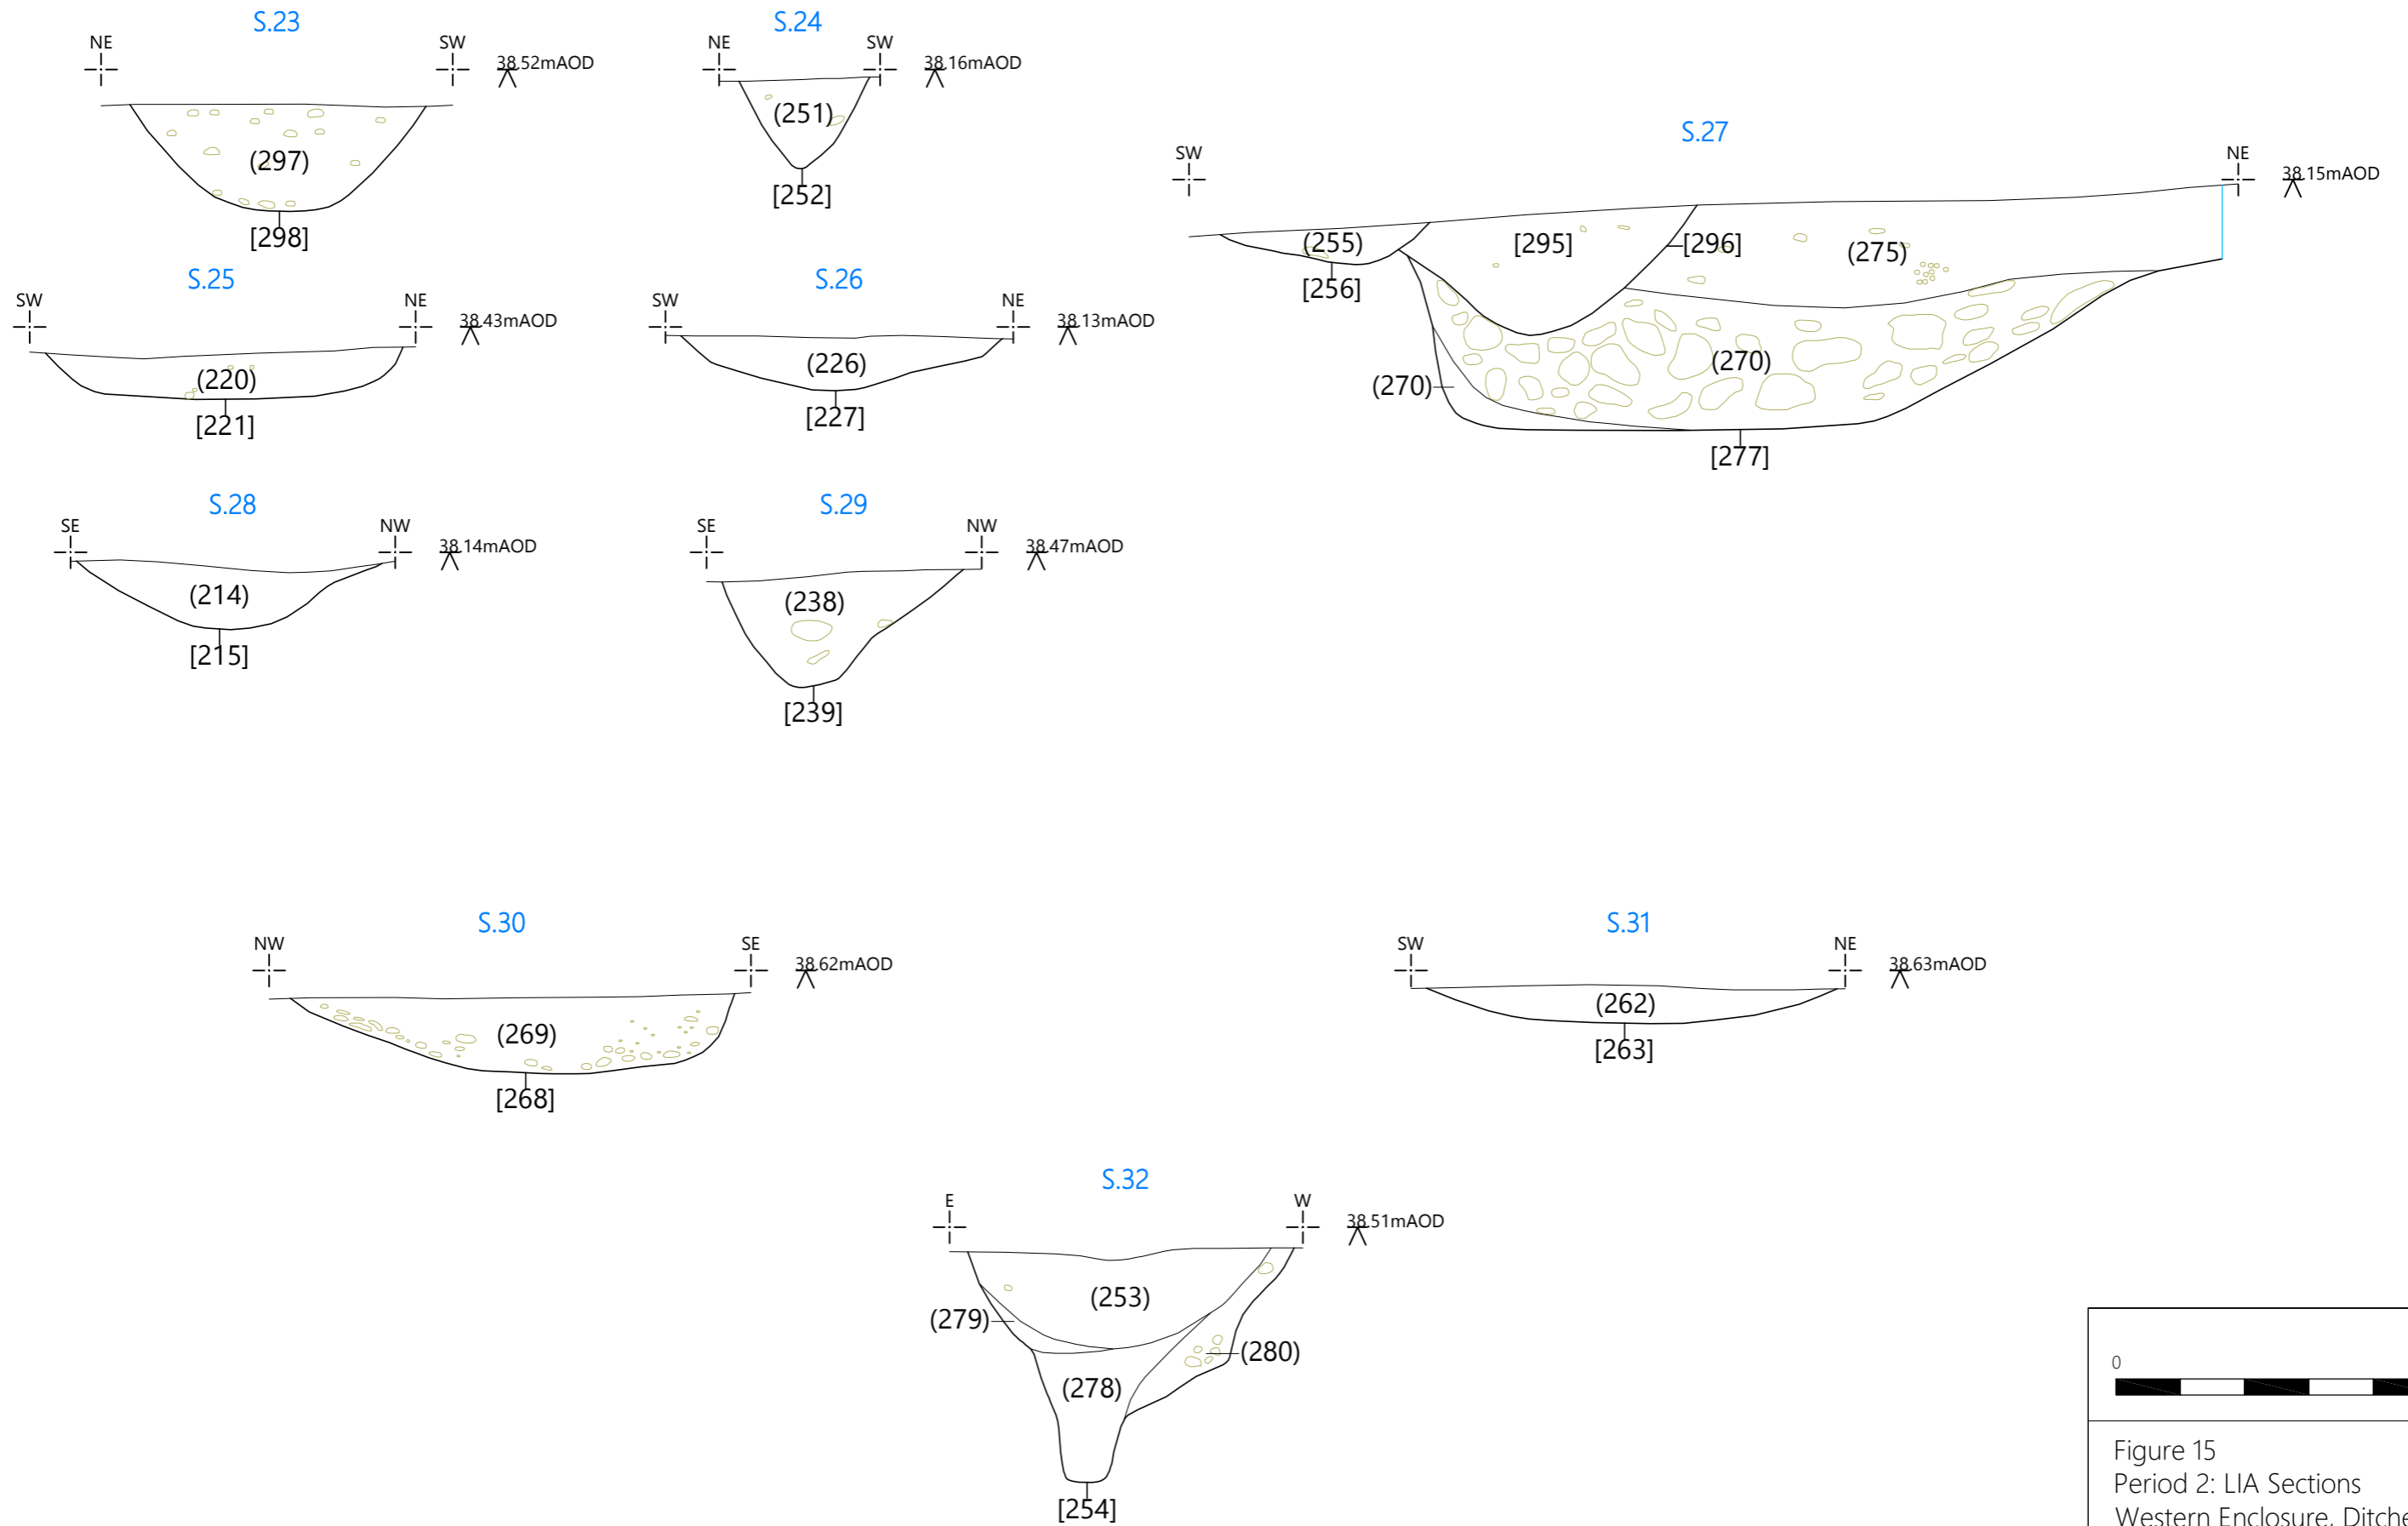 S.23
NE
SW
38.52mAOD
(297)
[298]
S.24
NE
SW
38.16mAOD
(251)
[252]
S.27
SW
NE
38.15mAOD
(255)
[256]
[295]
[296]
(275)
(270)
(270)
[277]
S.25
SW
NE
38.43mAOD
(220)
[221]
S.26
SW
NE
38.13mAOD
(226)
[227]
S.28
SE
NW
38.14mAOD
(214)
[215]
S.29
SE
NW
38.47mAOD
(238)
[239]
S.30
NW
SE
38.62mAOD
(269)
[268]
S.31
SW
NE
38.63mAOD
(262)
[263]
S.32
E
W
38.51mAOD
(253)
(279)
(280)
(278)
[254]
0
Figure 15
Period 2: LIA Sections
Western Enclosure, Ditche